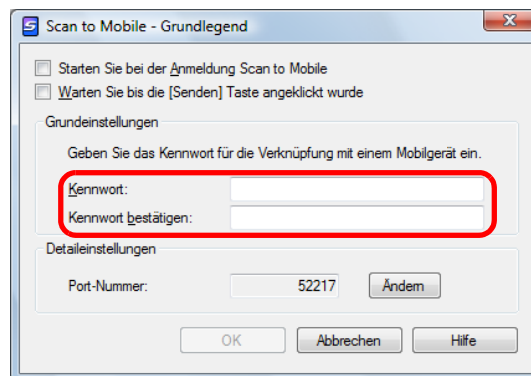 Scan to Mobile - Grundlegend
Starten Sie bei der Anmeldung Scan to Mobile
Warten Sie bis die [Senden] Taste angeklickt wurde
Grundeinstellungen
Geben Sie das Kennwort für die Verknüpfung mit einem Mobilgerät ein.
Kennwort:
Kennwort bestätigen:
Detaileinstellungen
Port-Nummer: 52217 Ändern
OK Abbrechen Hilfe